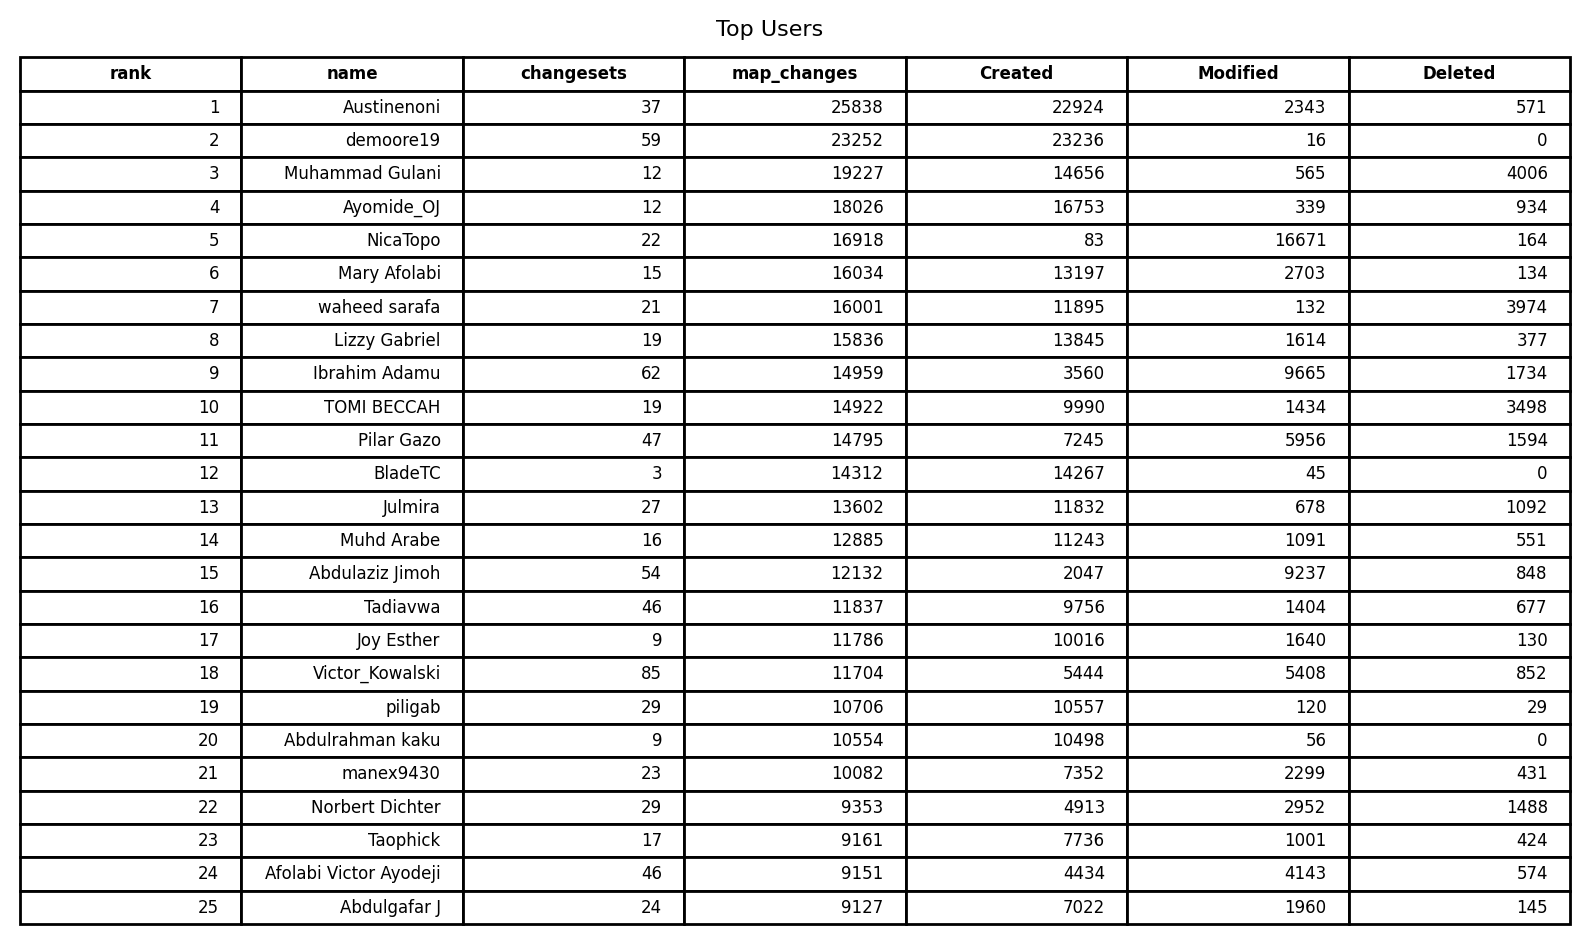 Top Users
rank name changesets map_changes Created Modified Deleted
1 Austinenoni 37 25838 22924 2343 571
2 demoore19 59 23252 23236 16 0
3 Muhammad Gulani 12 19227 14656 565 4006
4 Ayomide_OJ 12 18026 16753 339 934
5 NicaTopo 22 16918 83 16671 164
6 Mary Afolabi 15 16034 13197 2703 134
7 waheed sarafa 21 16001 11895 132 3974
8 Lizzy Gabriel 19 15836 13845 1614 377
9 Ibrahim Adamu 62 14959 3560 9665 1734
10 TOMI BECCAH 19 14922 9990 1434 3498
11 Pilar Gazo 47 14795 7245 5956 1594
12 BladeTC 3 14312 14267 45 0
13 Julmira 27 13602 11832 678 1092
14 Muhd Arabe 16 12885 11243 1091 551
15 Abdulaziz Jimoh 54 12132 2047 9237 848
16 Tadiavwa 46 11837 9756 1404 677
17 Joy Esther 9 11786 10016 1640 130
18 Victor_Kowalski 85 11704 5444 5408 852
19 piligab 29 10706 10557 120 29
20 Abdulrahman kaku 9 10554 10498 56 0
21 manex9430 23 10082 7352 2299 431
22 Norbert Dichter 29 9353 4913 2952 1488
23 Taophick 17 9161 7736 1001 424
24 Afolabi Victor Ayodeji 46 9151 4434 4143 574
25 Abdulgafar J 24 9127 7022 1960 145